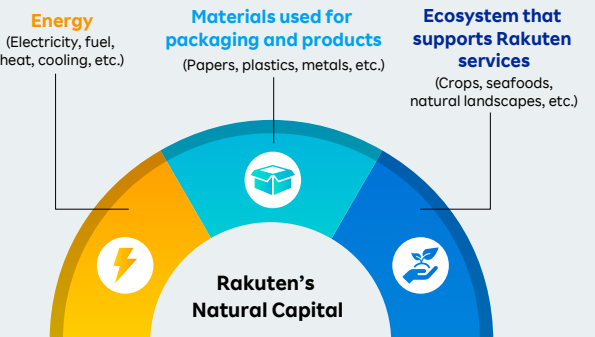 Energy
(Electricity, fuel,
heat, cooling, etc.)
Materials used for
packaging and products
(Papers, plastics, metals, etc.)
Ecosystem that
supports Rakuten
services
(Crops, seafoods,
natural landscapes, etc.)
Rakuten's
Natural Capital